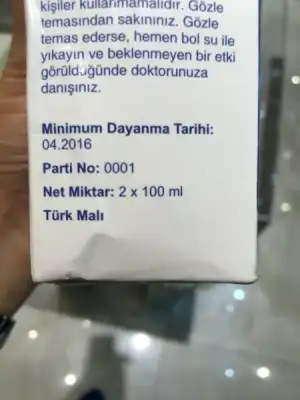 kişiler kullanmamalıdır. Gözle
temasından sakınınız. Gözle
temas ederse, hemen bol su ile
yıkayın ve beklenmeyen bir etki
görüldüğünde doktorunuza
danışınız.
Minimum Dayanma Tarihi:
04.2016
Parti No: 0001
Net Miktar: 2 x 100 ml
Türk Malı